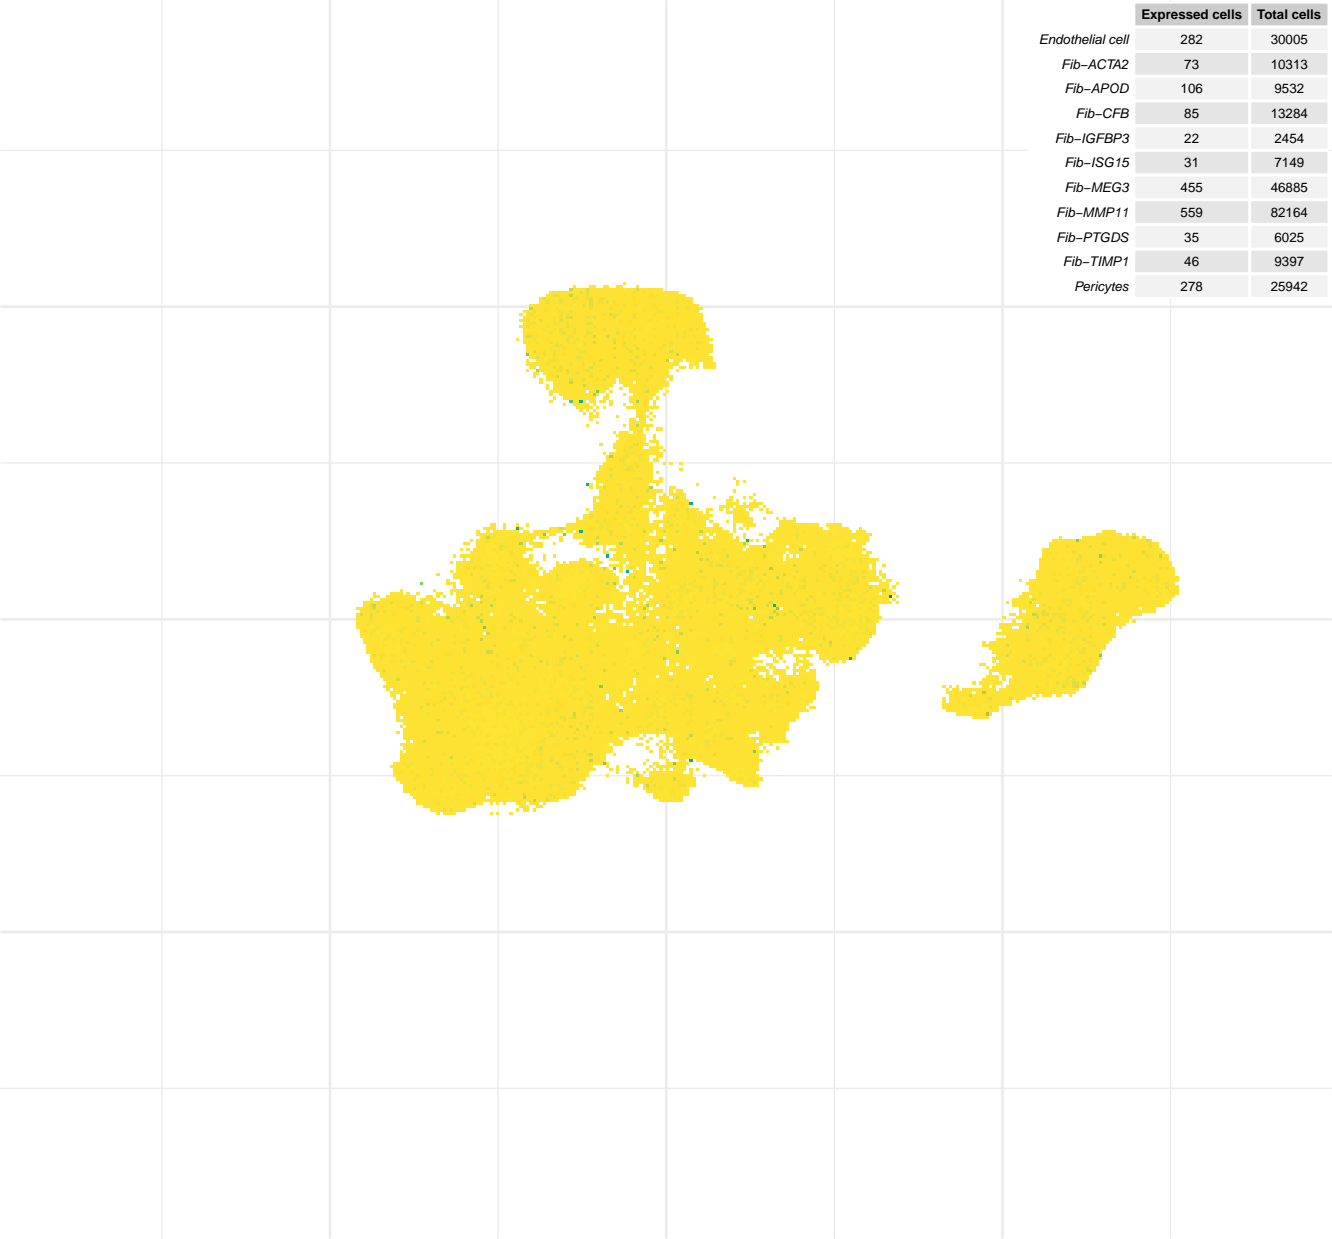 Expressed cells Total cells
Endothelial cell 282 30005
Fib−ACTA2 73 10313
Fib−APOD 106 9532
Fib−CFB 85 13284
Fib−IGFBP3 22 2454
Fib−ISG15 31 7149
Fib−MEG3 455 46885
Fib−MMP11 559 82164
Fib−PTGDS 35 6025
Fib−TIMP1 46 9397
Pericytes 278 25942